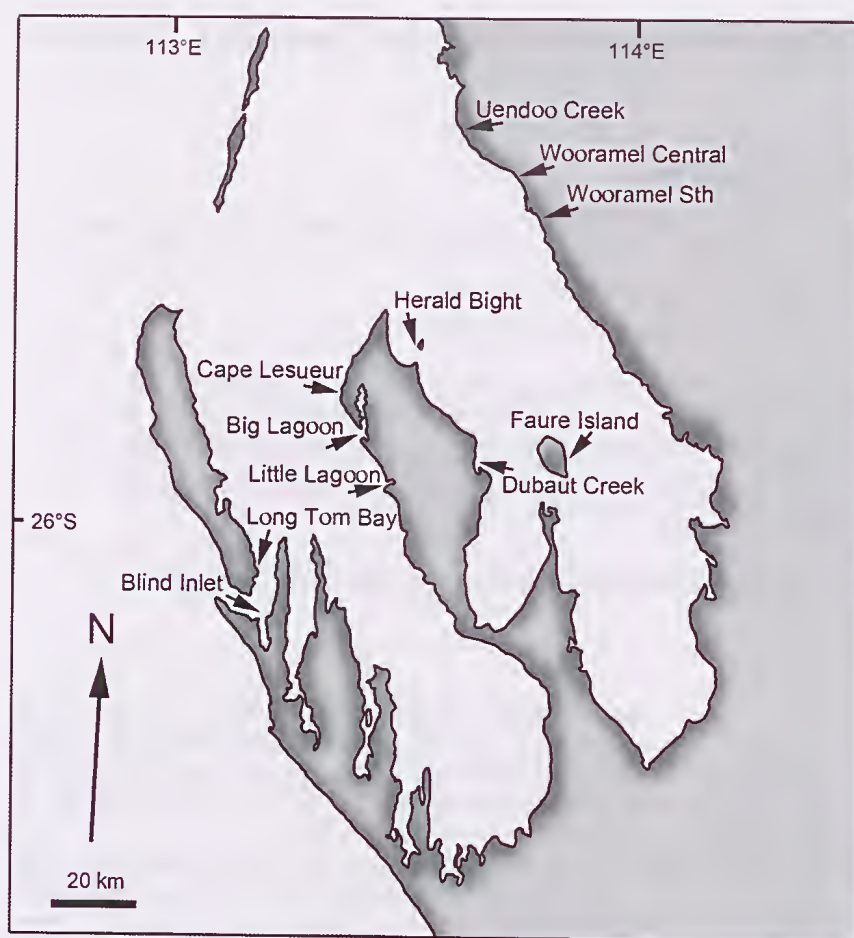 113°E
114°E
Uendoo Creek
Wooramel Central
Wooramel Sth
Herald Bight
Cape Lesueur
Big Lagoon
Faure Island
Little Lagoon
Dubaut Creek
26°S
Long Tom Bay
Blind Inlet
N
20 km